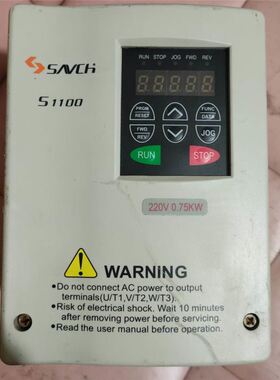 SAVCH
S1100
RUN STOP JOG FWD REV
PRGM
RESET
FUNC
DATA
FWD
REV
JOG
RUN
STOP
220V 0.75KW
WARNING
•Do not connect AC power to output
terminals(U/T1,V/T2,W/T3).
•Risk of electrical shock. Wait 10 minutes
after removing power before servicing.
•Read the user manual before operation.